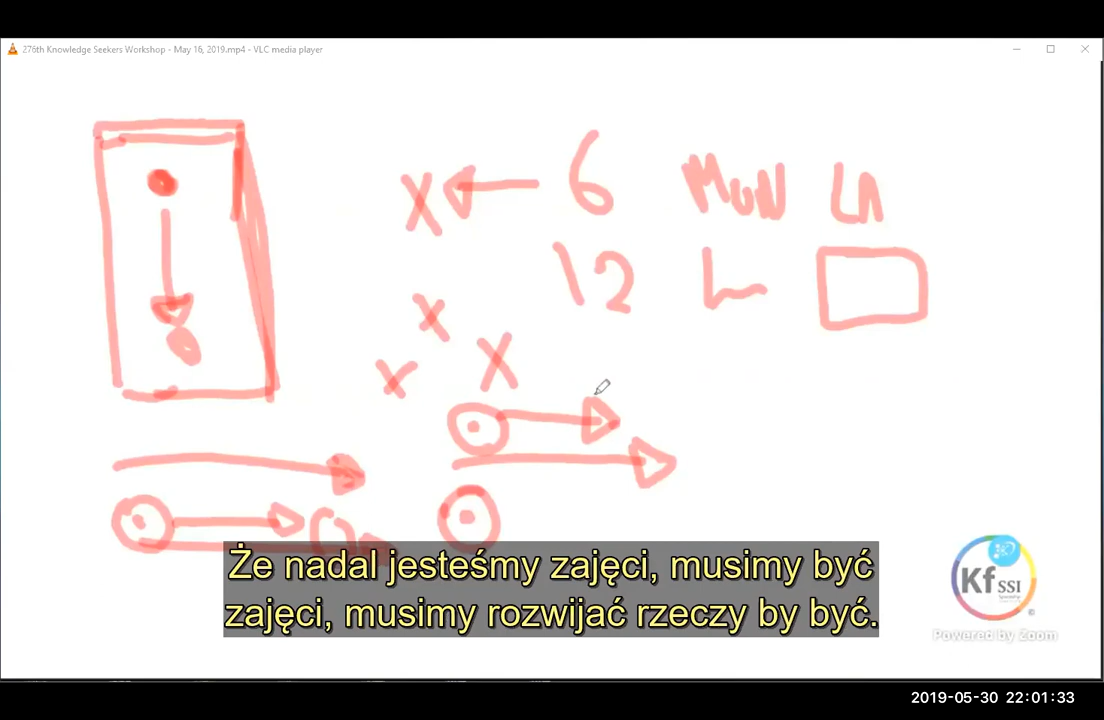 276th Knowledge Seekers Workshop - May 16, 2019.mp4 - VLC media player
X 6 MUN
12
X
X X
Że nadal jesteśmy zajęci, musimy być
zajęci, musimy rozwijać rzeczy by być.
Kf SSI
Powered by Zoom
2019-05-30 22:01:33